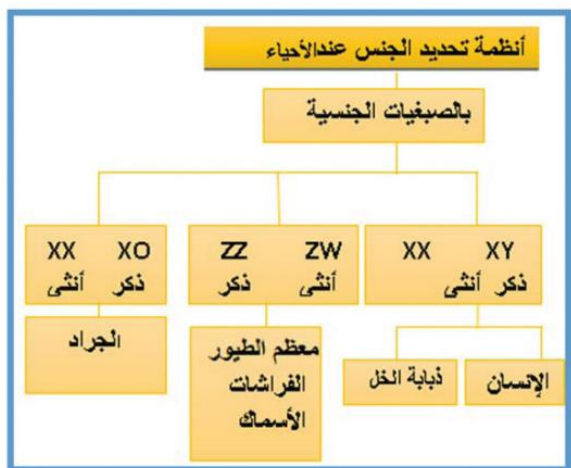 أنظمة تحديد الجنس عندالأحياء
بالصبغيات الجنسية
XY XX
ذكر أنثى
ZW ZZ
أنثى ذكر
XO XX
ذكر أنثى
الإنسان
ذبابة الخل
معظم الطيور
الفراشات
الأسماك
الجراد